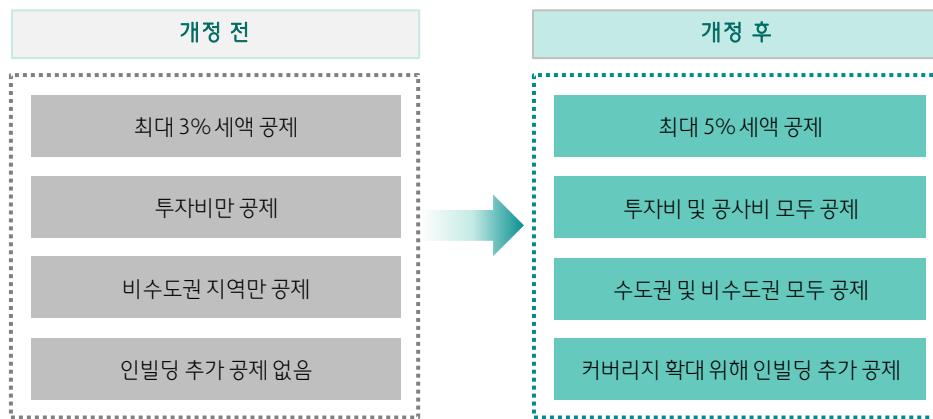 개정 전
최대 3% 세액 공제
투자비만 공제
비수도권 지역만 공제
인빌딩 추가 공제 없음
개정 후
최대 5% 세액 공제
투자비 및 공사비 모두 공제
수도권 및 비수도권 모두 공제
커버리지 확대 위해 인빌딩 추가 공제